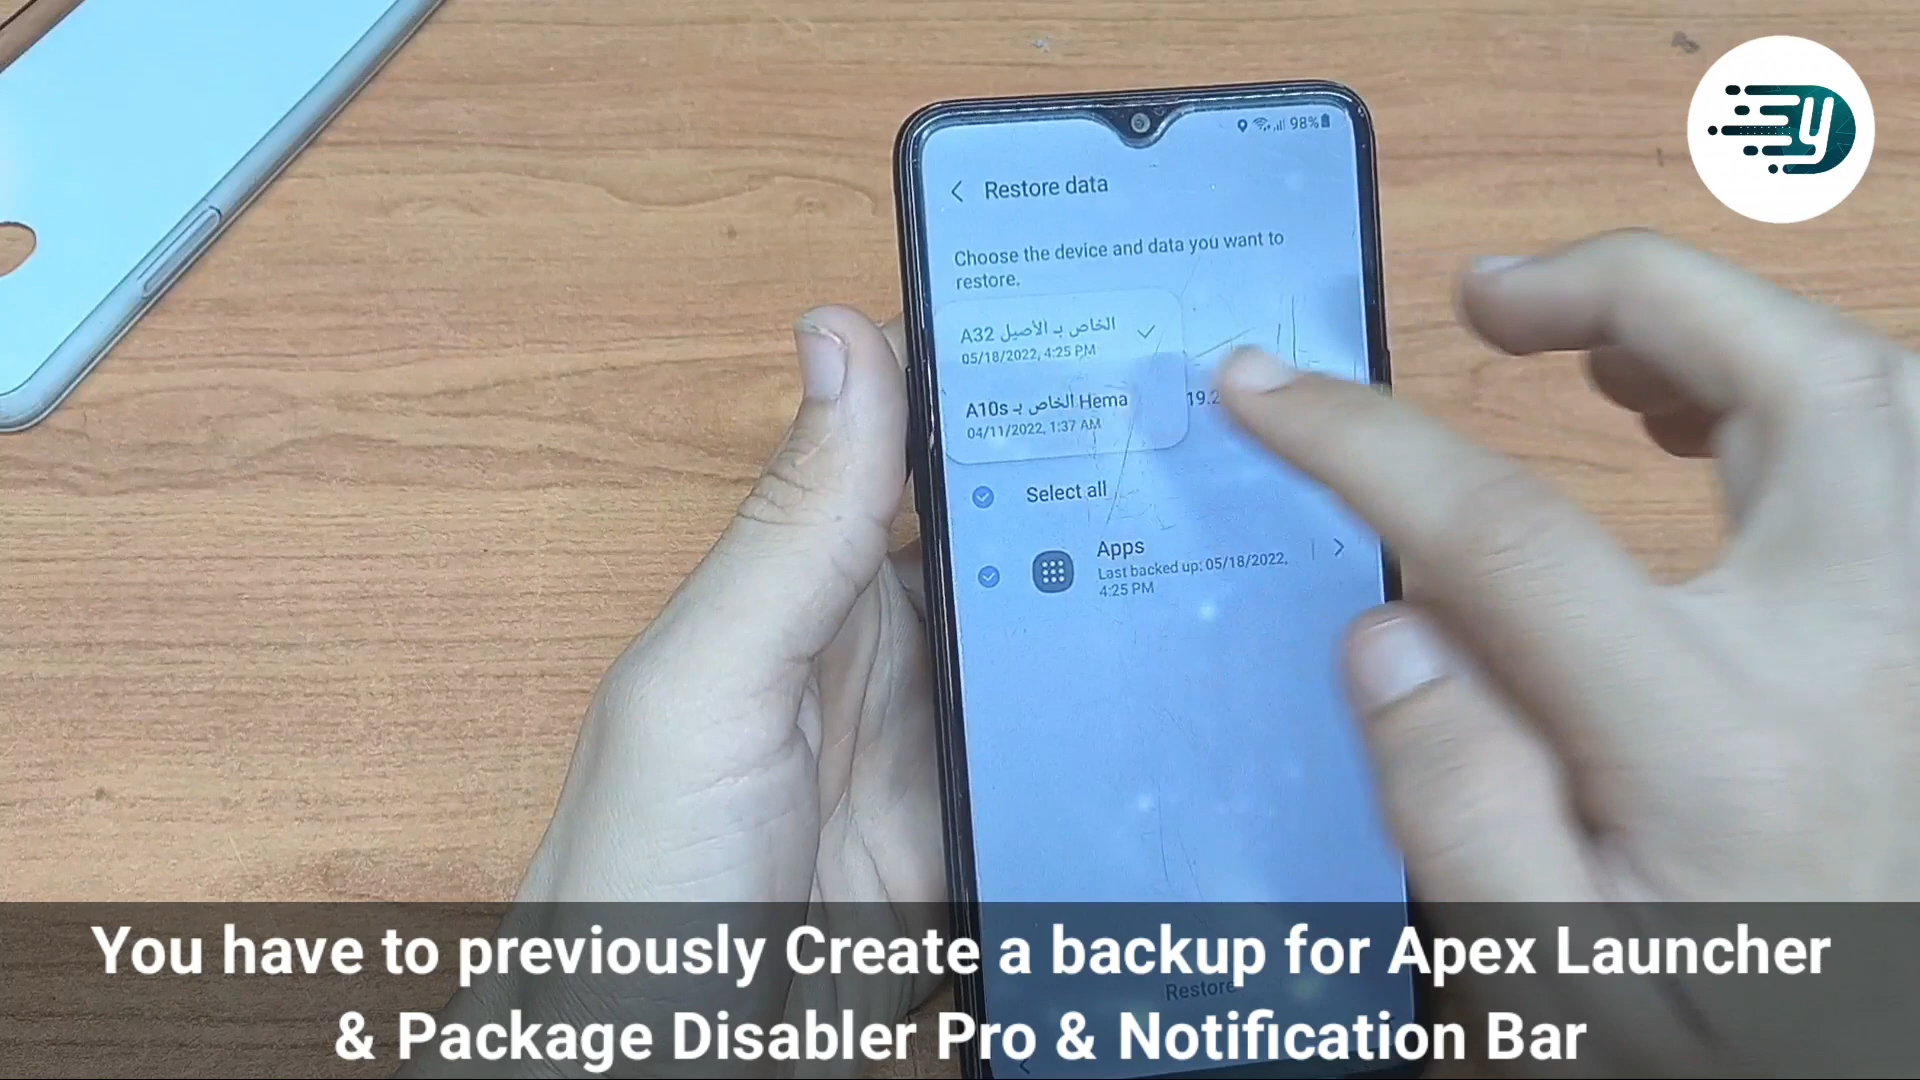 98%
Restore data
Choose the device and data you want to
restore.
A32 الخاص بـ الأصيل
05/18/2022, 4:25 PM
A10s الخاص بـ Hema
04/11/2022, 1:37 AM
Select all
Apps
Last backed up: 05/18/2022,
4:25 PM
Restore
You have to previously Create a backup for Apex Launcher
& Package Disabler Pro & Notification Bar